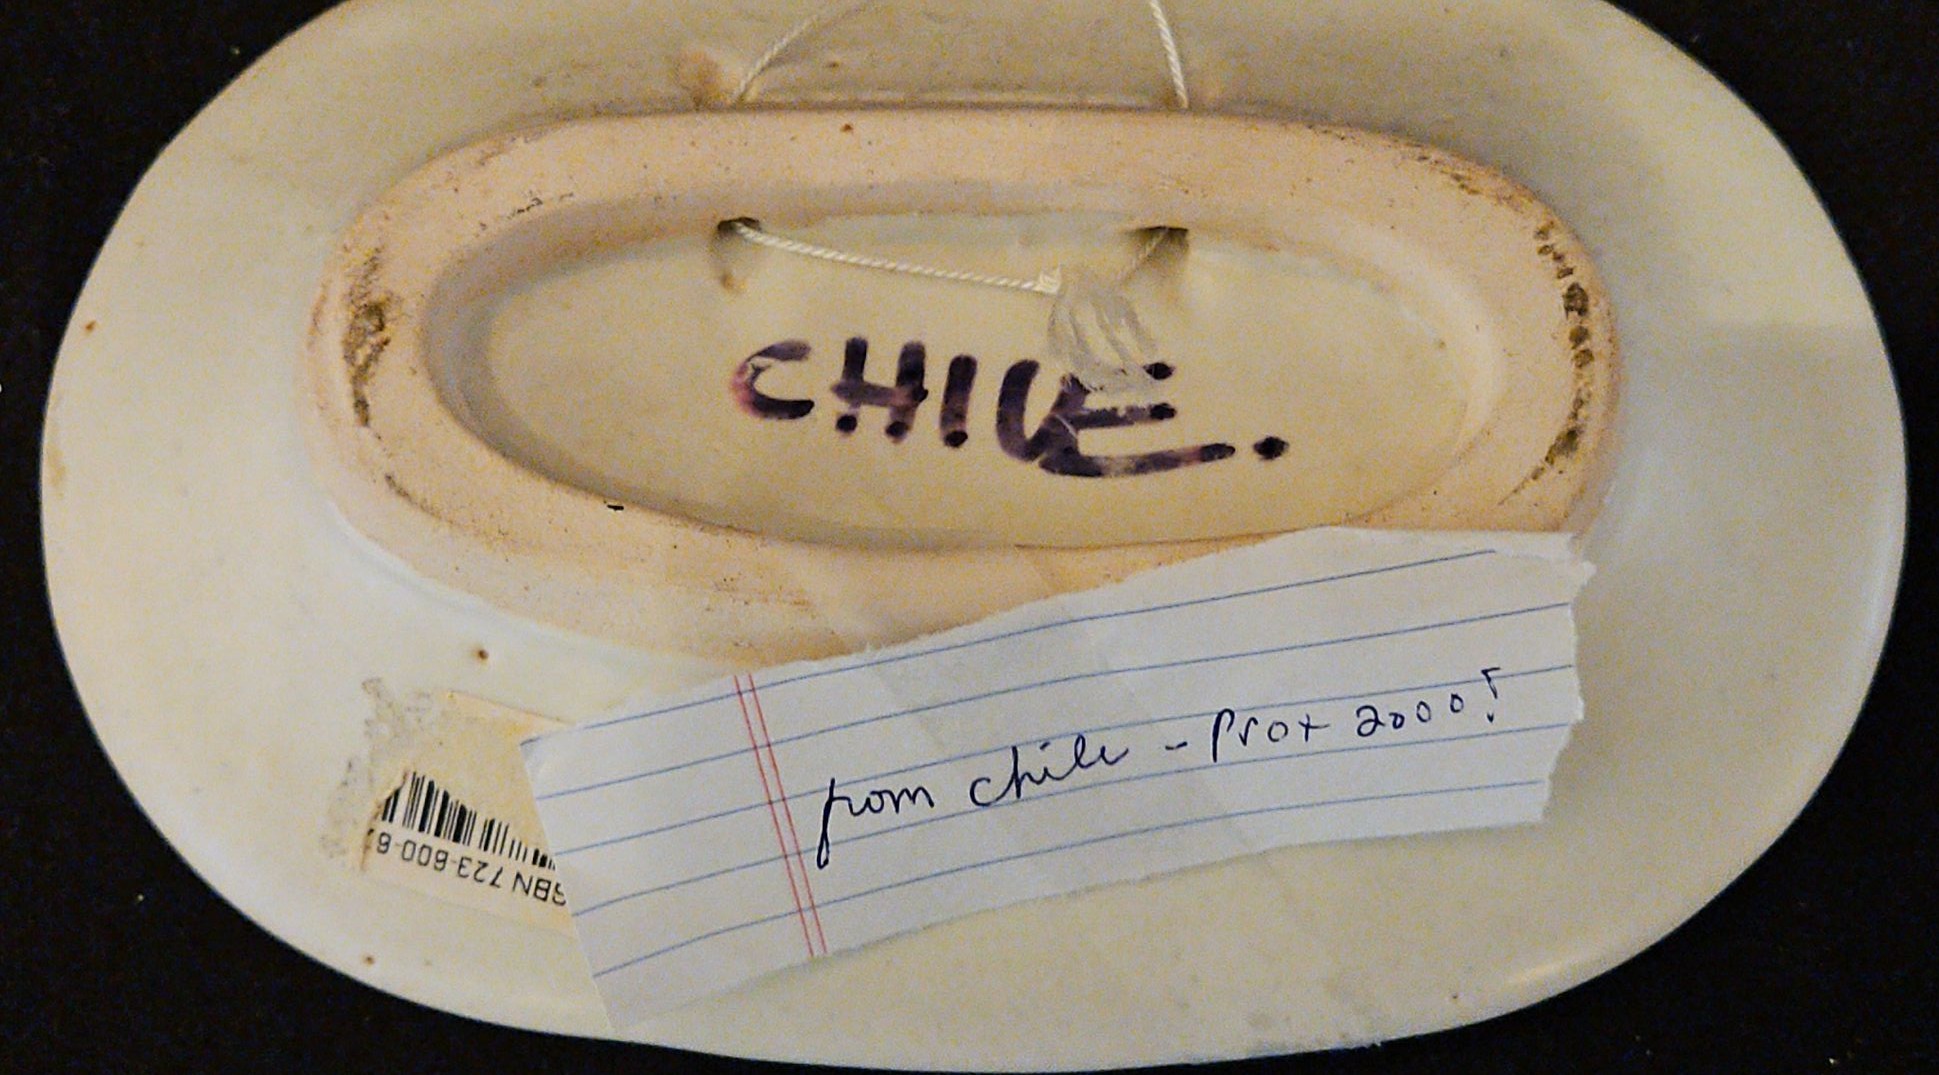 CHILE.
from chile - Prox 2000!
SBN 723-600-6